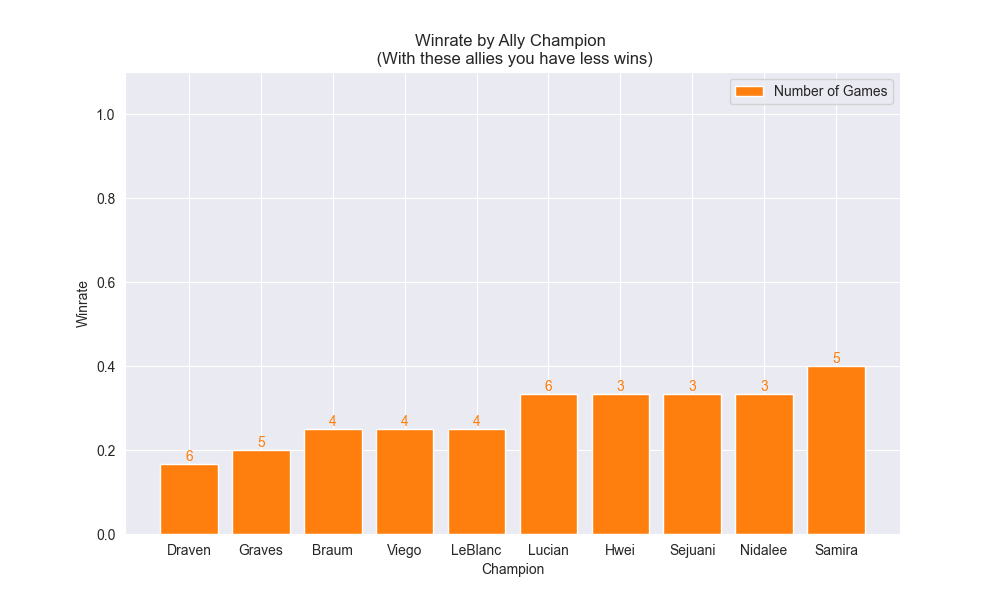 Winrate by Ally Champion
(With these allies you have less wins)
Number of Games
1.0
0.8
0.6
0.4
0.2
0.0
Winrate
6
5
4
4
4
6
3
3
3
5
Draven
Graves
Braum
Viego
LeBlanc
Lucian
Hwei
Sejuani
Nidalee
Samira
Champion